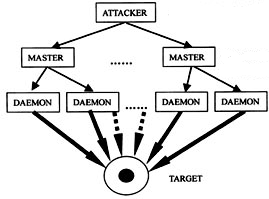 ATTACKER
MASTER ...... MASTER
DAEMON DAEMON ...... DAEMON DAEMON
TARGET